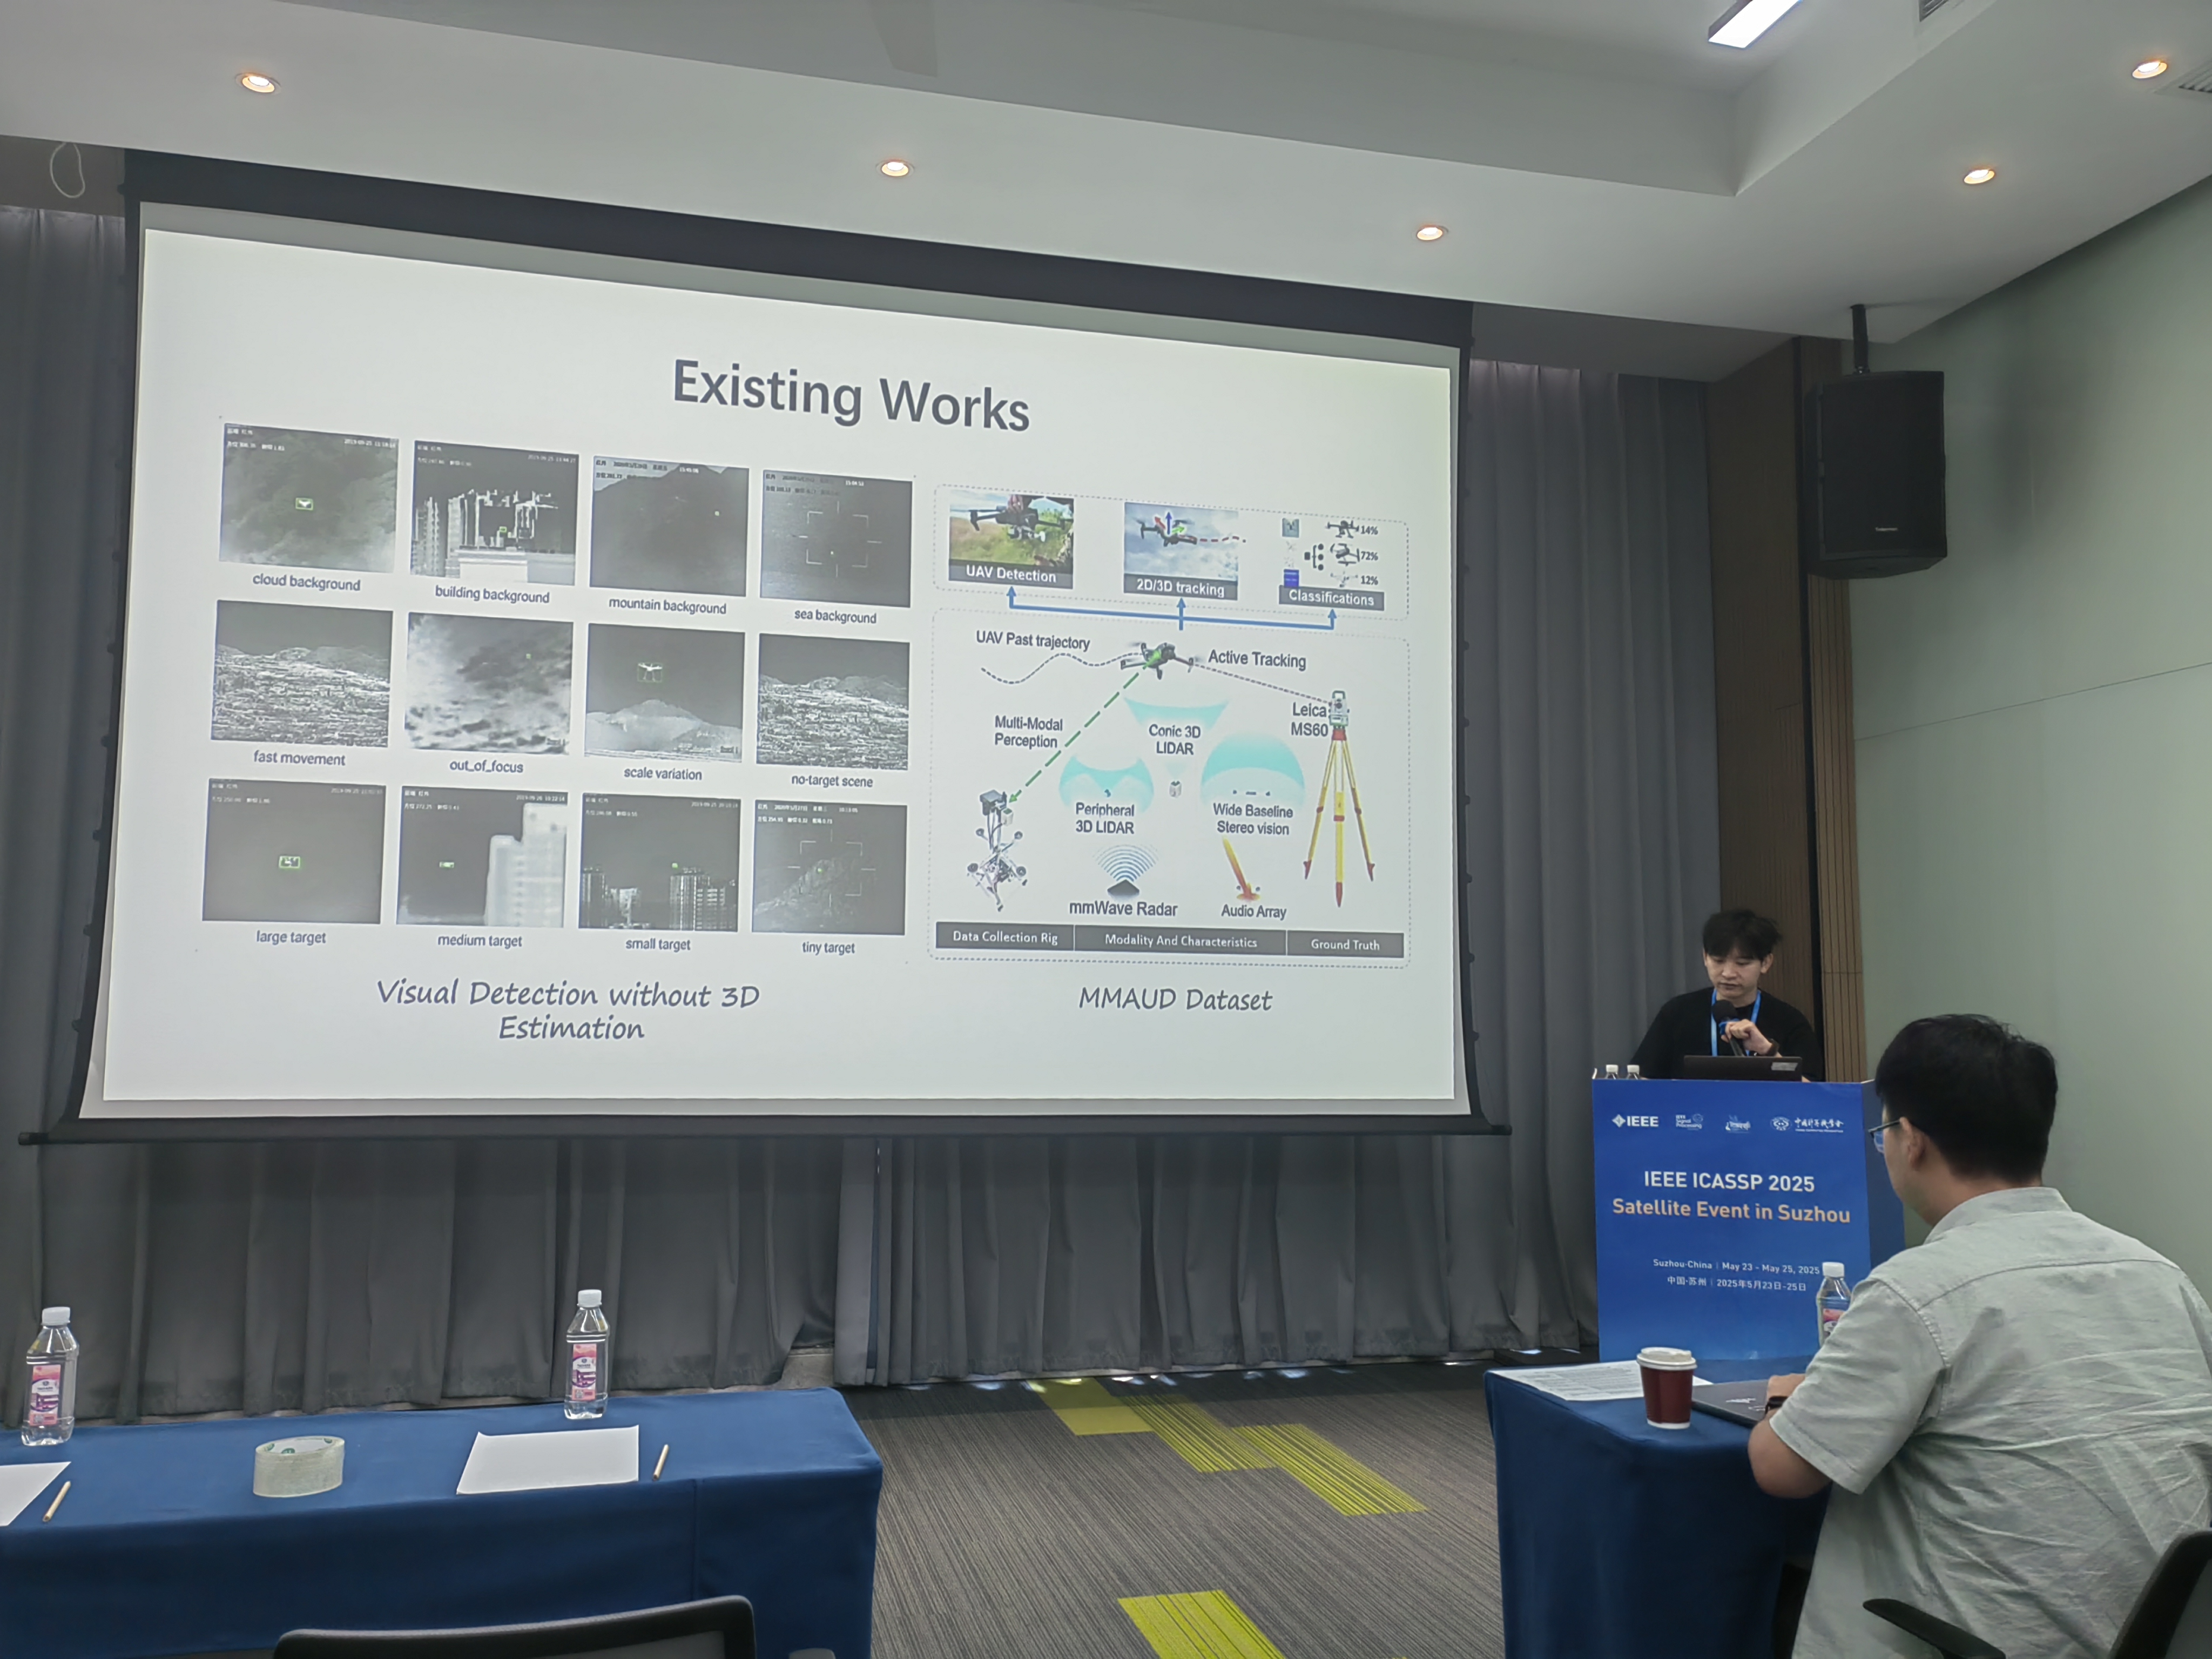 Existing Works
cloud background
building background
mountain background
sea background
fast movement
out_of_focus
scale variation
no-target scene
large target
medium target
small target
tiny target
Visual Detection without 3D
Estimation
UAV Detection
2D/3D tracking
14%
72%
12%
Classifications
UAV Past trajectory
Active Tracking
Multi-Modal
Perception
Conic 3D
LIDAR
Leica
MS60
Peripheral
3D LIDAR
Wide Baseline
Stereo vision
mmWave Radar
Audio Array
Data Collection Rig
Modality And Characteristics
Ground Truth
MMAUD Dataset
IEEE
IEEE ICASSP 2025
Satellite Event in Suzhou
Suzhou·China | May 23 - May 25, 2025
中国·苏州 | 2025年5月23日-25日